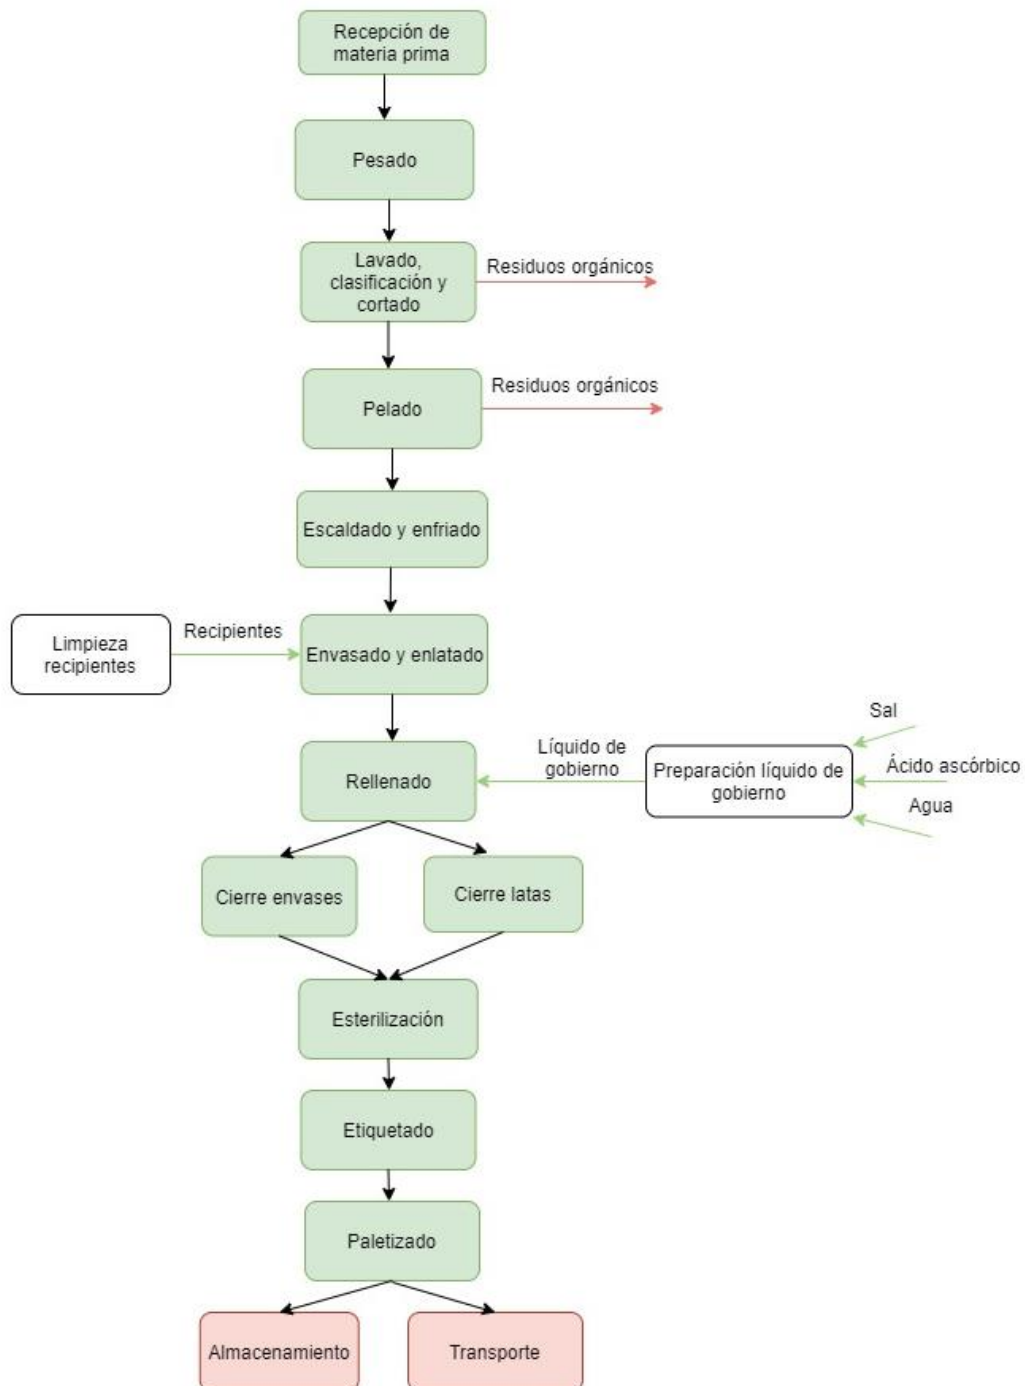 Recepción de
materia prima
Pesado
Lavado,
clasificación y
cortado
Residuos orgánicos
Pelado
Residuos orgánicos
Escaldado y enfriado
Limpieza
recipientes
Recipientes
Envasado y enlatado
Rellenado
Líquido de
gobierno
Preparación líquido de
gobierno
Sal
Ácido ascórbico
Agua
Cierre envases
Cierre latas
Esterilización
Etiquetado
Paletizado
Almacenamiento
Transporte